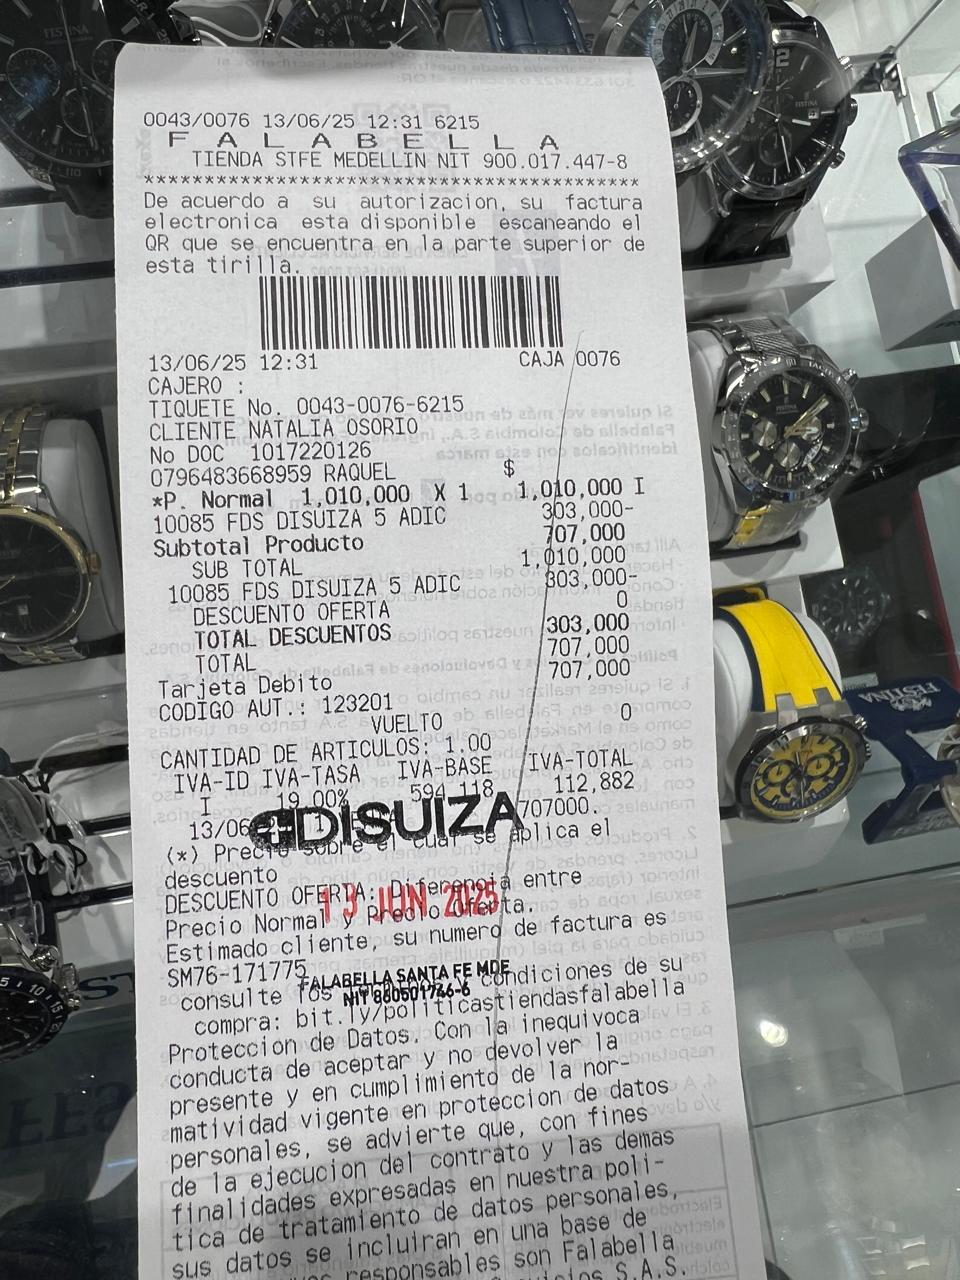 0043/0076 13/06/25 12:31 6215
F A L A B E L L A
TIENDA STFE MEDELLIN NIT 900.017.447-8
****************************************
De acuerdo a su autorizacion, su factura
electronica esta disponible escaneando el
QR que se encuentra en la parte superior de
esta tirilla.
13/06/25 12:31 CAJA 0076
CAJERO :
TIQUETE No. 0043-0076-6215
CLIENTE NATALIA OSORIO
No DOC 1017220126
0796483668959 RAQUEL $
*P. Normal 1,010,000 X 1 1,010,000 I
10085 FDS DISUIZA 5 ADIC 303,000-
Subtotal Producto 707,000
SUB TOTAL 1,010,000
10085 FDS DISUIZA 5 ADIC 303,000-
DESCUENTO OFERTA 0
TOTAL DESCUENTOS 303,000
TOTAL 707,000
Tarjeta Debito 707,000
CODIGO AUT.: 123201
VUELTO 0
CANTIDAD DE ARTICULOS: 1.00
IVA-ID IVA-TASA IVA-BASE IVA-TOTAL
I 19.00% 594,118 112,882
13/06 707000.
DISUIZA
(*) Precio sobre el cual se aplica el
descuento
DESCUENTO OFERTA: Diferencia entre
13 JUN 2025
Precio Normal y Precio Oferta.
Estimado cliente, su numero de factura es
SM76-171775
FALABELLA SANTA FE MDE
NIT 860501746-6
consulte los condiciones de su
compra: bit.ly/politicastiendasfalabella
Proteccion de Datos. Con la inequivoca
conducta de aceptar y no devolver la
presente y en cumplimiento de la nor-
matividad vigente en proteccion de datos
personales, se advierte que, con fines
de la ejecucion del contrato y las demas
finalidades expresadas en nuestra poli-
tica de tratamiento de datos personales,
sus datos se incluiran en una base de
responsables son Falabella
S.A.S.
FESTINA